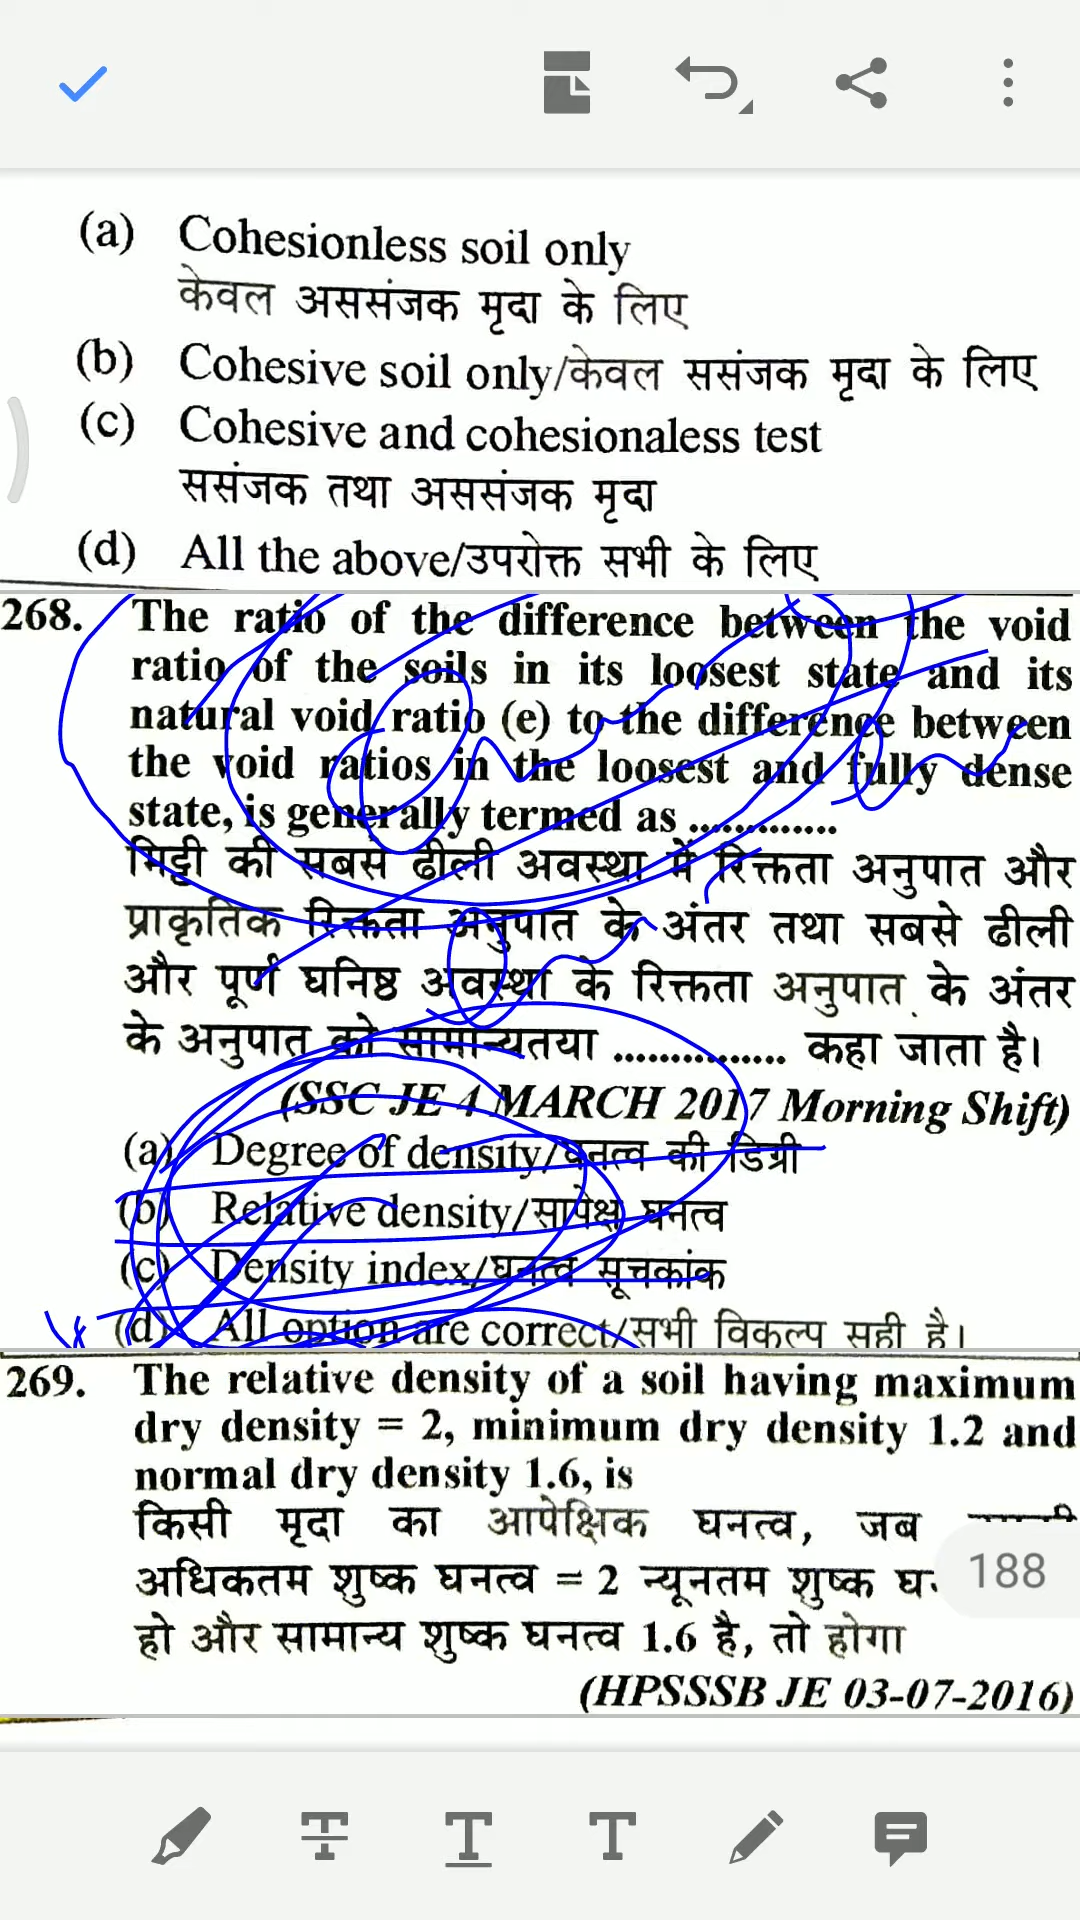 (a) Cohesionless soil only
केवल अससंजक मृदा के लिए
(b) Cohesive soil only/केवल ससंजक मृदा के लिए
(c) Cohesive and cohesionaless test
ससंजक तथा अससंजक मृदा
(d) All the above/उपरोक्त सभी के लिए
268. The ratio of the difference between the void
ratio of the soils in its loosest state and its
natural void ratio (e) to the difference between
the void ratios in the loosest and fully dense
state, is generally termed as .............
मिट्टी की सबसे ढीली अवस्था में रिक्तता अनुपात और
प्राकृतिक रिक्तता अनुपात के अंतर तथा सबसे ढीली
और पूर्ण घनिष्ठ अवस्था के रिक्तता अनुपात के अंतर
के अनुपात को सामान्यतया ............... कहा जाता है।
(SSC JE 4 MARCH 2017 Morning Shift)
(a) Degree of density/घनत्व की डिग्री
(b) Relative density/सापेक्ष घनत्व
(c) Density index/घनत्व सूचकांक
(d) All option are correct/सभी विकल्प सही है।
269. The relative density of a soil having maximum
dry density = 2, minimum dry density 1.2 and
normal dry density 1.6, is
किसी मृदा का आपेक्षिक घनत्व, जब
अधिकतम शुष्क घनत्व = 2 न्यूनतम शुष्क
188
हो और सामान्य शुष्क घनत्व 1.6 है, तो होगा
(HPSSSB JE 03-07-2016)